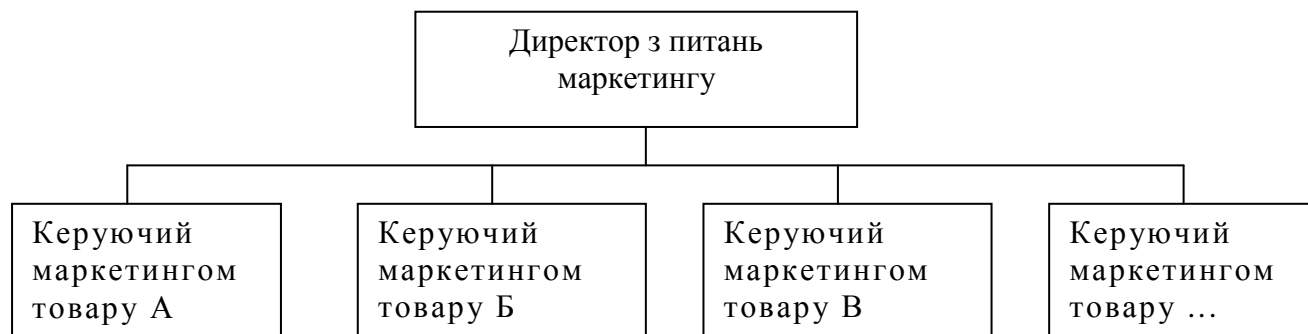 Директор з питань
маркетингу
Керуючий
маркетингом
товару А
Керуючий
маркетингом
товару Б
Керуючий
маркетингом
товару В
Керуючий
маркетингом
товару ...